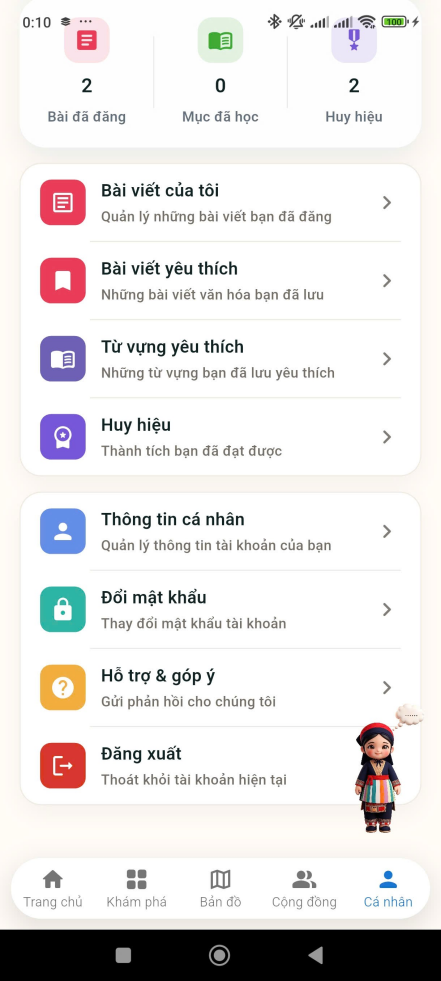 0:10
100
2
0
2
Bài đã đăng
Mục đã học
Huy hiệu
Bài viết của tôi
Quản lý những bài viết bạn đã đăng
Bài viết yêu thích
Những bài viết văn hóa bạn đã lưu
Từ vựng yêu thích
Những từ vựng bạn đã lưu yêu thích
Huy hiệu
Thành tích bạn đã đạt được
Thông tin cá nhân
Quản lý thông tin tài khoản của bạn
Đổi mật khẩu
Thay đổi mật khẩu tài khoản
Hỗ trợ & góp ý
Gửi phản hồi cho chúng tôi
......
Đăng xuất
Thoát khỏi tài khoản hiện tại
Trang chủ
Khám phá
Bản đồ
Cộng đồng
Cá nhân